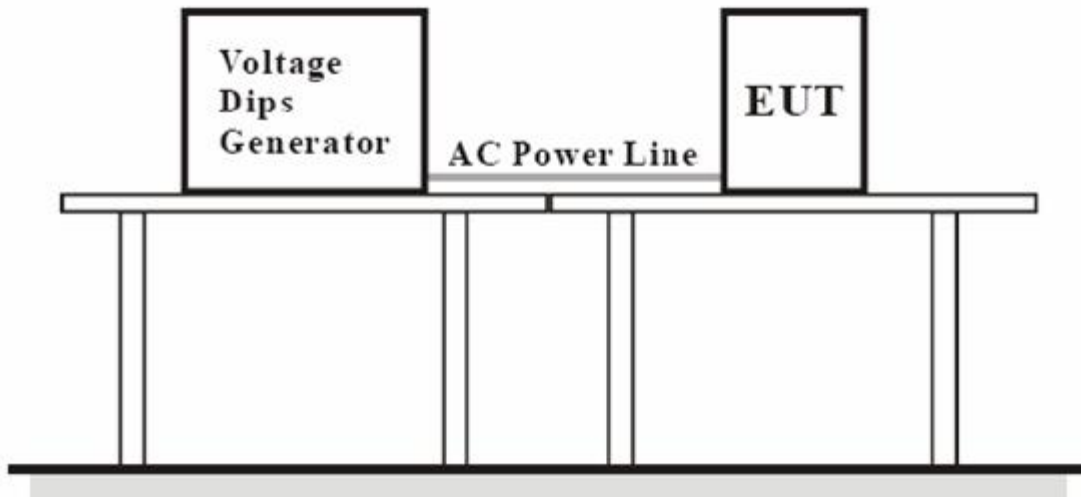 Voltage
Dips
Generator
AC Power Line
EUT